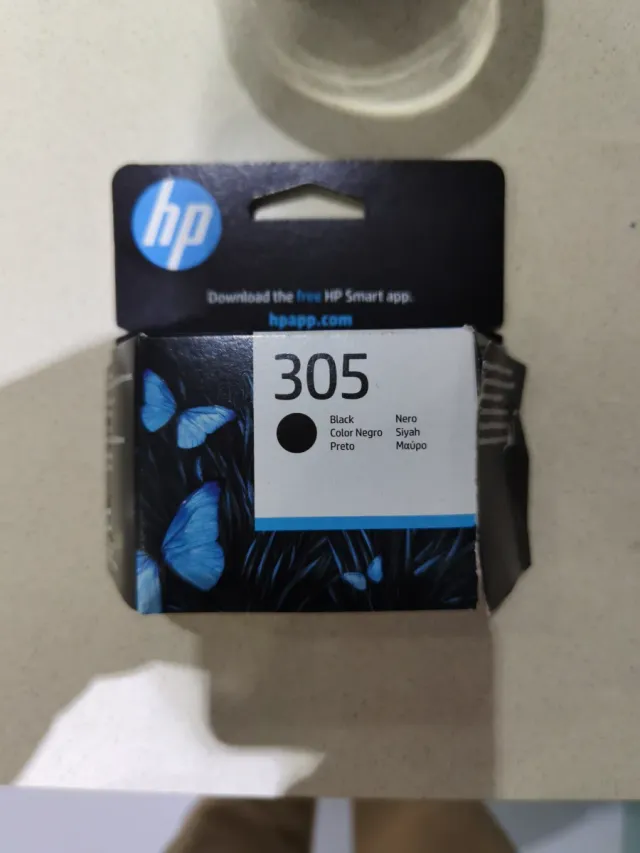 hp
Download the free HP Smart app.
hpapp.com
305
Black Nero
Color Negro Siyah
Preto Μαύρο